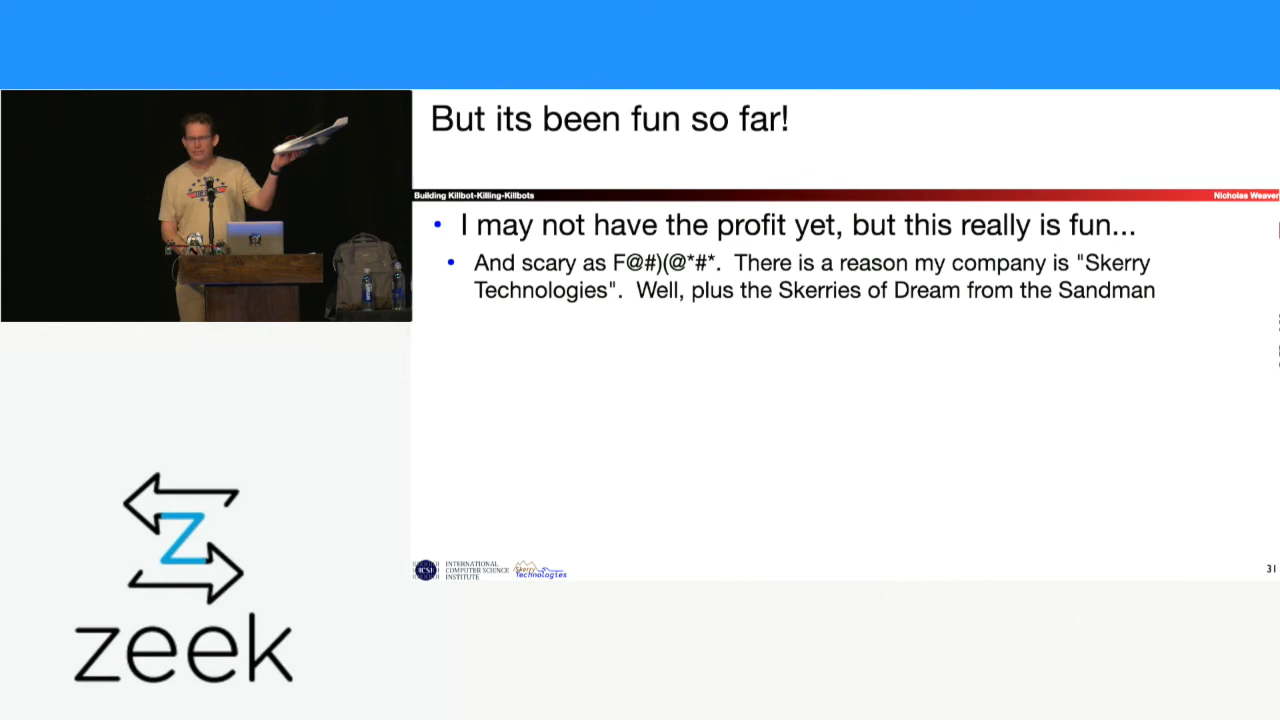 But its been fun so far!
Building Killbot-Killing-Killbots
Nicholas Weaver
• I may not have the profit yet, but this really is fun...
• And scary as F@#)(@*#*. There is a reason my company is "Skerry
Technologies". Well, plus the Skerries of Dream from the Sandman
ICSI
INTERNATIONAL
COMPUTER SCIENCE
INSTITUTE
Skerry
Technologies
31
z
zeek